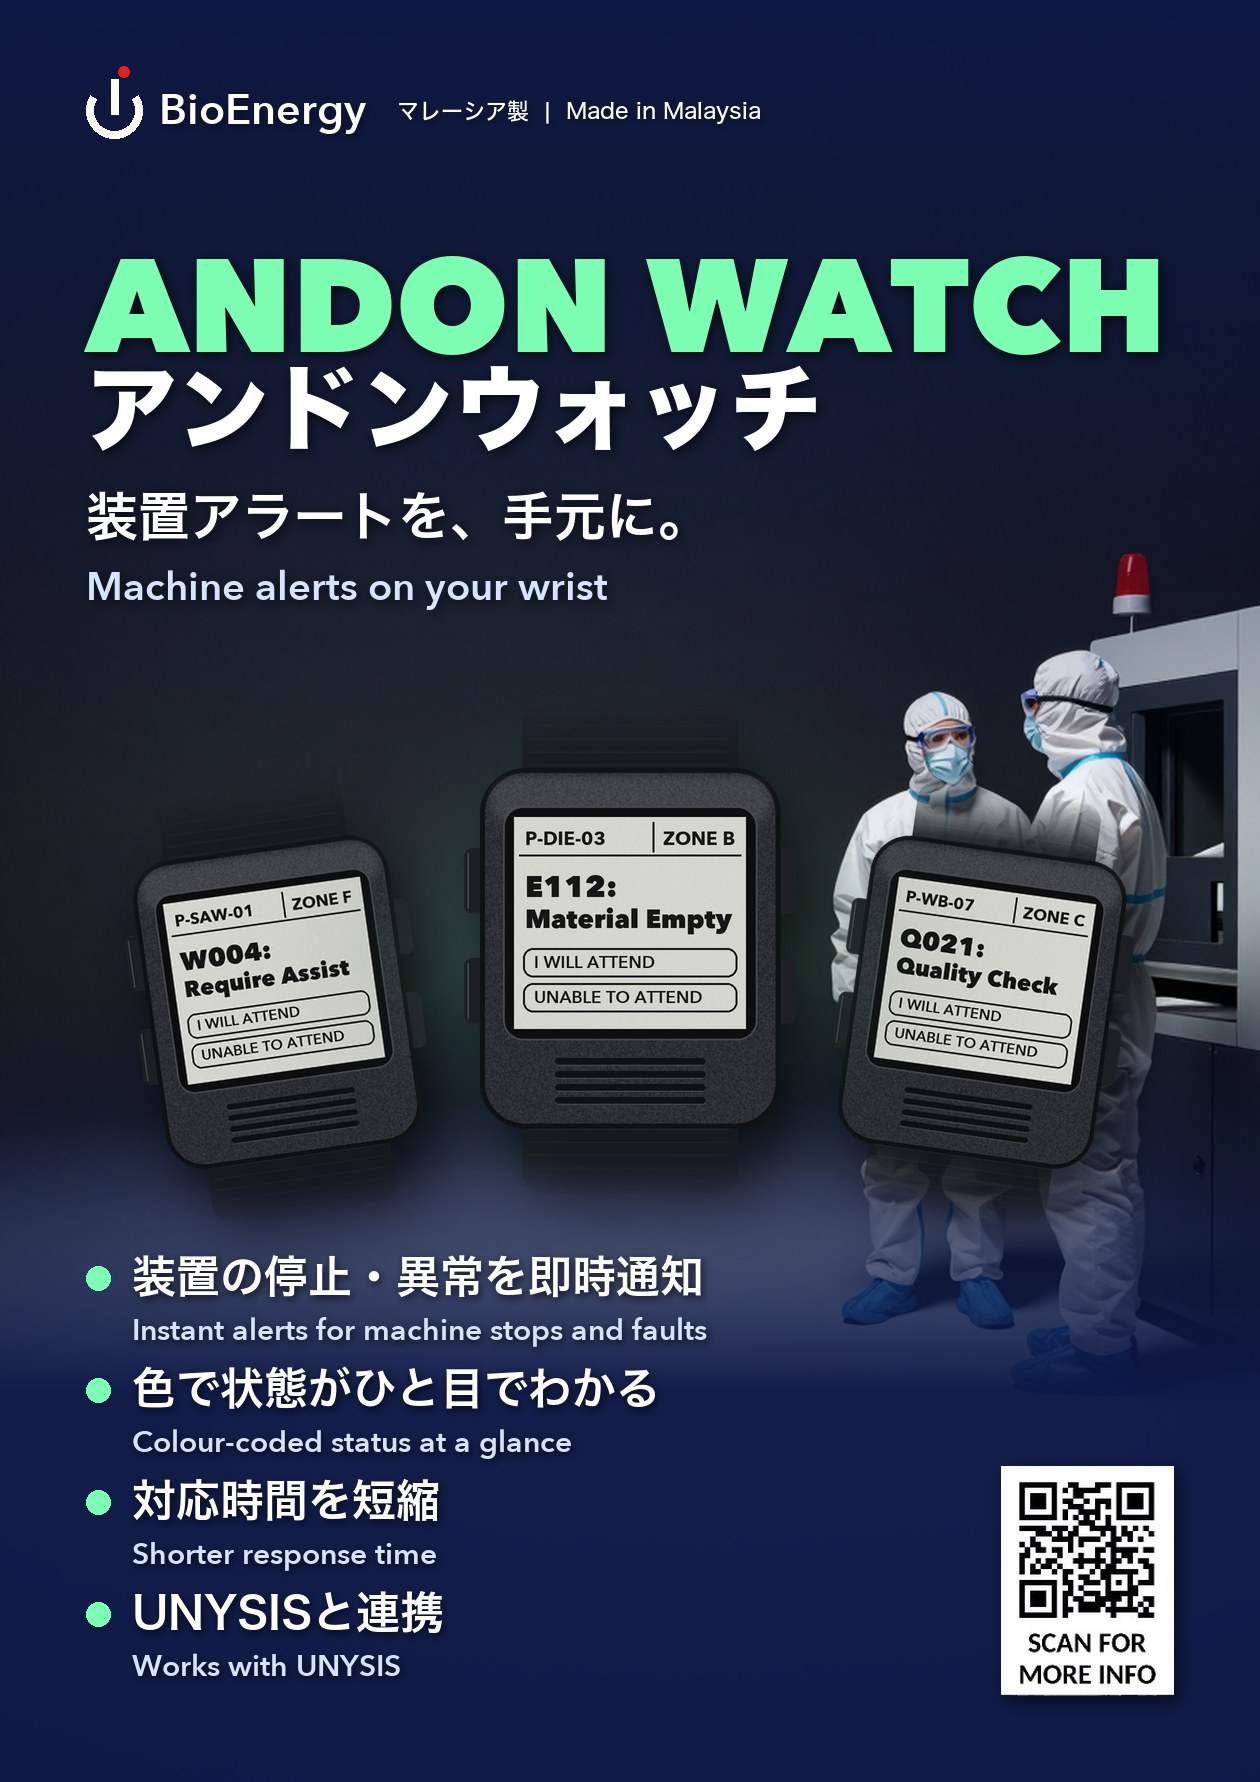 BioEnergy マレーシア製 | Made in Malaysia
ANDON WATCH
アンドンウォッチ
装置アラートを、手元に。
Machine alerts on your wrist
P-SAW-01 ZONE F
W004:
Require Assist
I WILL ATTEND
UNABLE TO ATTEND
P-DIE-03 ZONE B
E112:
Material Empty
I WILL ATTEND
UNABLE TO ATTEND
P-WB-07 ZONE C
Q021:
Quality Check
I WILL ATTEND
UNABLE TO ATTEND
装置の停止・異常を即時通知
Instant alerts for machine stops and faults
色で状態がひと目でわかる
Colour-coded status at a glance
対応時間を短縮
Shorter response time
UNYSISと連携
Works with UNYSIS
SCAN FOR
MORE INFO